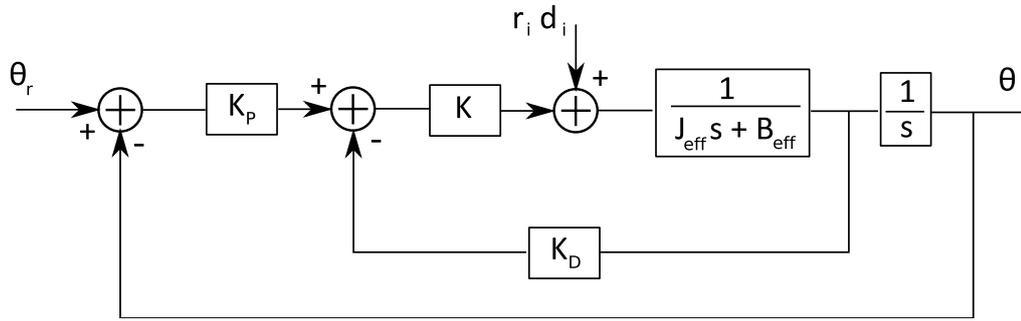 r_i d_i
θ_r
+
-
K_P
+
-
K
+
1
J_eff s + B_eff
1
s
θ
K_D